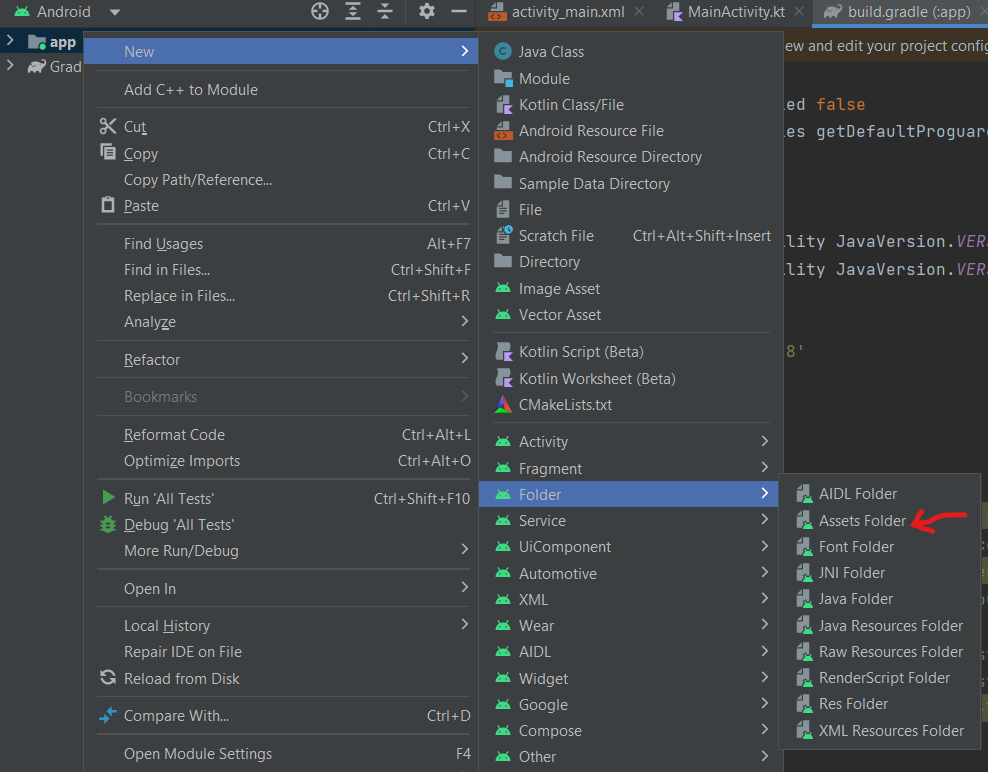 Android
activity_main.xml
MainActivity.kt
build.gradle (:app)
app
Grad
New
Add C++ to Module
Cut Ctrl+X
Copy Ctrl+C
Copy Path/Reference...
Paste Ctrl+V
Find Usages Alt+F7
Find in Files... Ctrl+Shift+F
Replace in Files... Ctrl+Shift+R
Analyze
Refactor
Bookmarks
Reformat Code Ctrl+Alt+L
Optimize Imports Ctrl+Alt+O
Run 'All Tests' Ctrl+Shift+F10
Debug 'All Tests'
More Run/Debug
Open In
Local History
Repair IDE on File
Reload from Disk
Compare With... Ctrl+D
Open Module Settings F4
C Java Class
Module
Kotlin Class/File
Android Resource File
Android Resource Directory
Sample Data Directory
File
Scratch File Ctrl+Alt+Shift+Insert
Directory
Image Asset
Vector Asset
Kotlin Script (Beta)
Kotlin Worksheet (Beta)
CMakeLists.txt
Activity
Fragment
Folder
Service
UiComponent
Automotive
XML
Wear
AIDL
Widget
Google
Compose
Other
AIDL Folder
Assets Folder
Font Folder
JNI Folder
Java Folder
Java Resources Folder
Raw Resources Folder
RenderScript Folder
Res Folder
XML Resources Folder
ew and edit your project config
ed false
es getDefaultProguar
lity JavaVersion.VER
lity JavaVersion.VER
8'